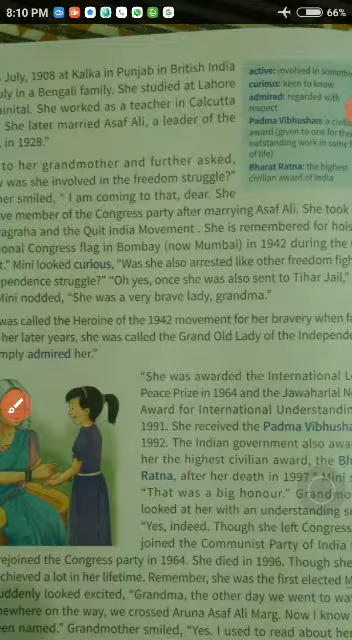 8:10 PM
66%
July, 1908 at Kalka in Punjab in British India
uly in a Bengali family. She studied at Lahore
ainital. She worked as a teacher in Calcutta
She later married Asaf Ali, a leader of the
, in 1928."
active: involved in someth
curious: keen to know
admired: regarded with
respect
Padma Vibhushan: a civilia
award (given to one for the
outstanding work in some f
of life)
Bharat Ratna: the highest
civilian award of India
to her grandmother and further asked,
w was she involved in the freedom struggle?"
her smiled, " I am coming to that, dear. She
ve member of the Congress party after marrying Asaf Ali. She took
yagraha and the Quit India Movement . She is remembered for hois
ional Congress flag in Bombay (now Mumbai) in 1942 during the
t." Mini looked curious, "Was she also arrested like other freedom figh
ependence struggle?" "Oh yes, once she was also sent to Tihar Jail,"
Mini nodded, "She was a very brave lady, grandma."
was called the Heroine of the 1942 movement for her bravery when fa
her later years, she was called the Grand Old Lady of the Independe
mply admired her."
"She was awarded the International L
Peace Prize in 1964 and the Jawaharlal N
Award for International Understandin
1991. She received the Padma Vibhusha
1992. The Indian government also awa
her the highest civilian award, the Bh
Ratna, after her death in 1997." Mini s
"That was a big honour." Grandmo
looked at her with an understanding s
"Yes, indeed. Though she left Congress
joined the Communist Party of India
rejoined the Congress party in 1964. She died in 1996. Though she
achieved a lot in her lifetime. Remember, she was the first elected M
uddenly looked excited, "Grandma, the other day we went to wat
mewhere on the way, we crossed Aruna Asaf Ali Marg. Now I know
een named." Grandmother smiled, "Yes. I used to read about he